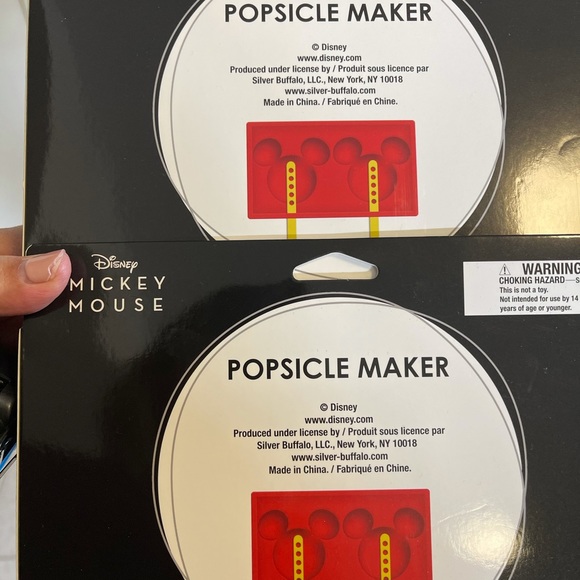 POPSICLE MAKER
© Disney
www.disney.com
Produced under license by / Produit sous licence par
Silver Buffalo, LLC., New York, NY 10018
www.silver-buffalo.com
Made in China. / Fabriqué en Chine.
Disney
MICKEY
MOUSE
WARNING
CHOKING HAZARD—S
This is not a toy.
Not intended for use by 14
years of age or younger.
POPSICLE MAKER
© Disney
www.disney.com
Produced under license by / Produit sous licence par
Silver Buffalo, LLC., New York, NY 10018
www.silver-buffalo.com
Made in China. / Fabriqué en Chine.